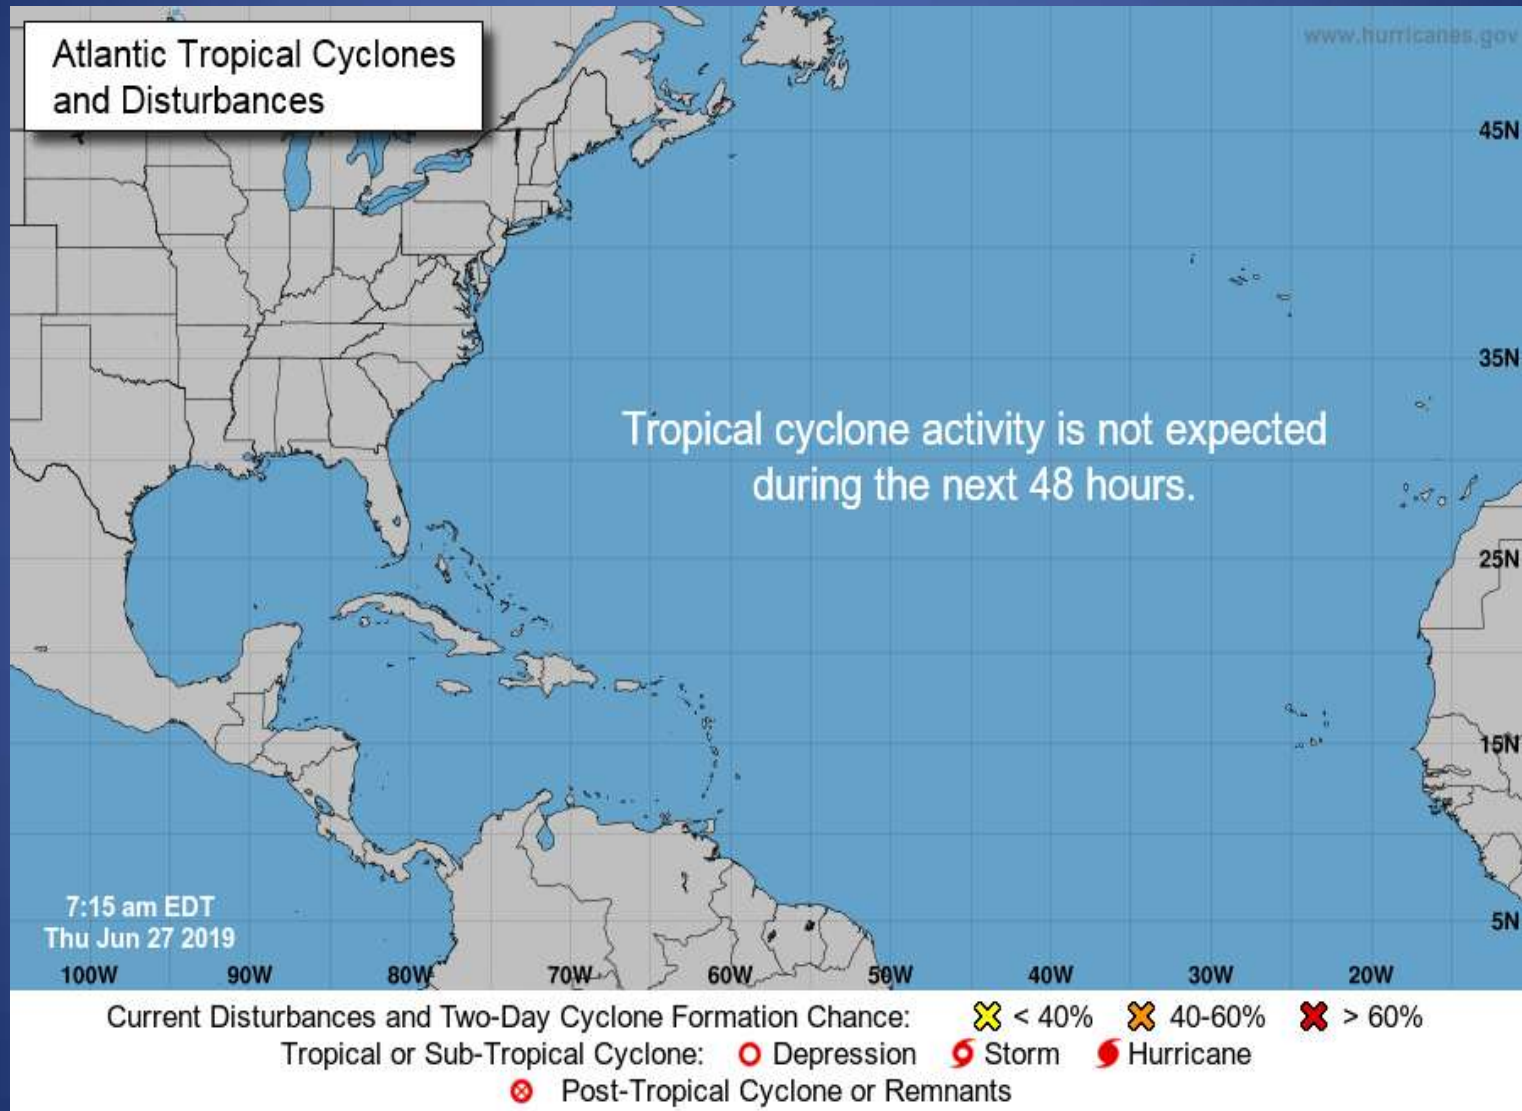 Atlantic Tropical Cyclones
and Disturbances
www.hurricanes.gov
45N
35N
Tropical cyclone activity is not expected
during the next 48 hours.
25N
15N
7:15 am EDT
Thu Jun 27 2019
5N
100W 90W 80W 70W 60W 50W 40W 30W 20W
Current Disturbances and Two-Day Cyclone Formation Chance: < 40% 40-60% > 60%
Tropical or Sub-Tropical Cyclone: Depression Storm Hurricane
Post-Tropical Cyclone or Remnants